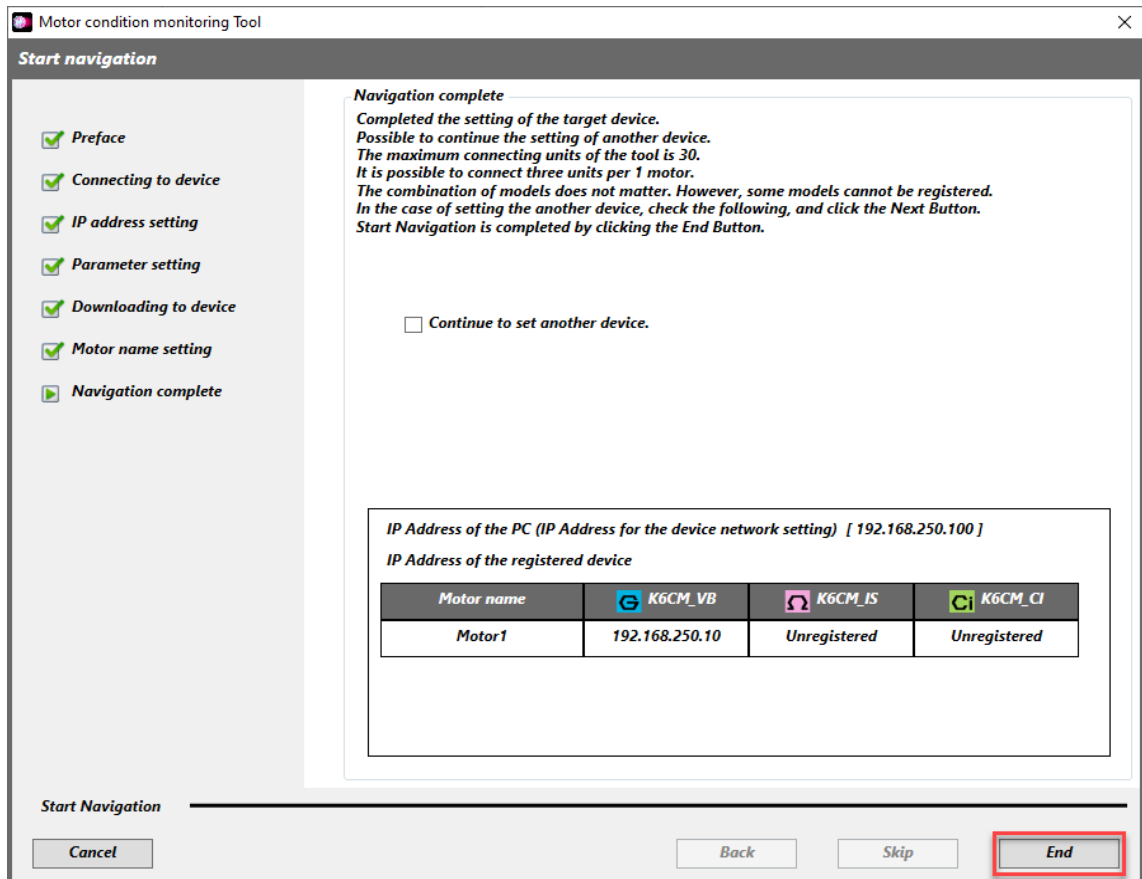 Motor condition monitoring Tool
Start navigation
Preface
Connecting to device
IP address setting
Parameter setting
Downloading to device
Motor name setting
Navigation complete
Navigation complete
Completed the setting of the target device.
Possible to continue the setting of another device.
The maximum connecting units of the tool is 30.
It is possible to connect three units per 1 motor.
The combination of models does not matter. However, some models cannot be registered.
In the case of setting the another device, check the following, and click the Next Button.
Start Navigation is completed by clicking the End Button.
Continue to set another device.
IP Address of the PC (IP Address for the device network setting) [ 192.168.250.100 ]
IP Address of the registered device
Motor name G K6CM_VB Ω K6CM_IS Ci K6CM_CI
Motor1 192.168.250.10 Unregistered Unregistered
Start Navigation
Cancel Back Skip End